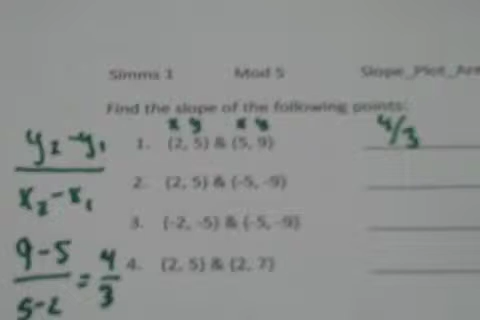 Simms 1 Mod 5 Slope_Plot_
Find the slope of the following points:
x y x y
1. (2, 5) & (5, 9) 4/3
2. (2, 5) & (-5, -9)
3. (-2, -5) & (-5, -9)
4. (2, 5) & (2, 7)
y2 - y1
x2 - x1
9 - 5
5 - 2
= 4/3